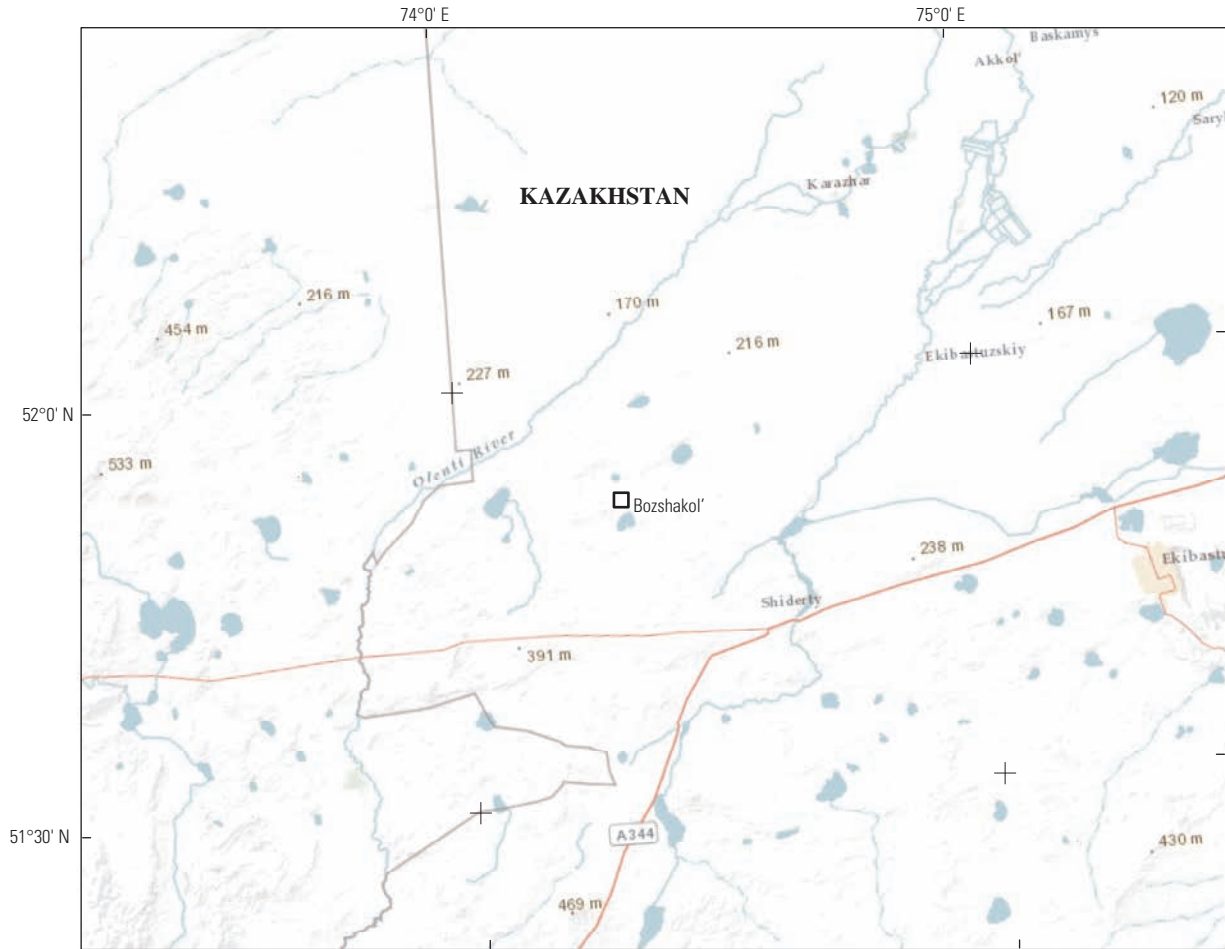 74°0' E
75°0' E
Baskamys
Akkol'
120 m
KAZAKHSTAN
Karazhar
216 m
170 m
167 m
454 m
216 m
Ekibastuzskiy
227 m
52°0' N
Olenti River
533 m
Bozshakol'
238 m
Shiderty
391 m
51°30' N
A344
430 m
469 m